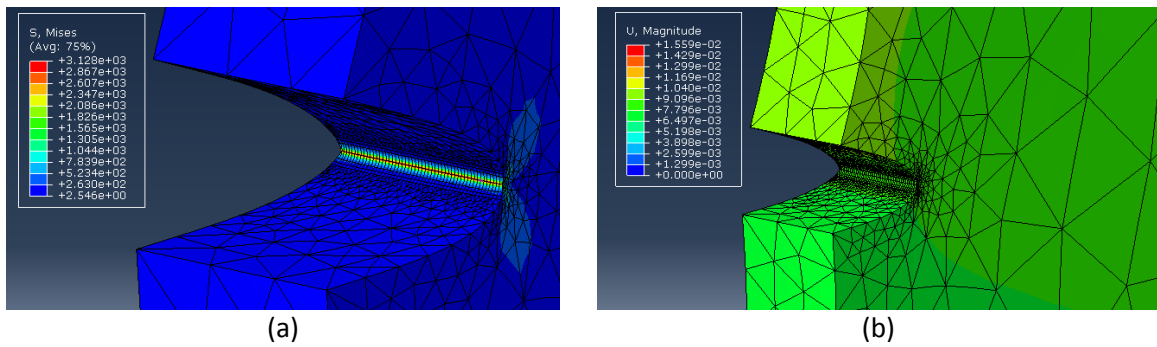 S, Mises
(Avg: 75%)
+3.128e+03
+2.867e+03
+2.607e+03
+2.347e+03
+2.086e+03
+1.826e+03
+1.565e+03
+1.305e+03
+1.044e+03
+7.839e+02
+5.234e+02
+2.630e+02
+2.546e+00
(a)
U, Magnitude
+1.559e-02
+1.429e-02
+1.299e-02
+1.169e-02
+1.040e-02
+9.096e-03
+7.796e-03
+6.497e-03
+5.198e-03
+3.898e-03
+2.599e-03
+1.299e-03
+0.000e+00
(b)